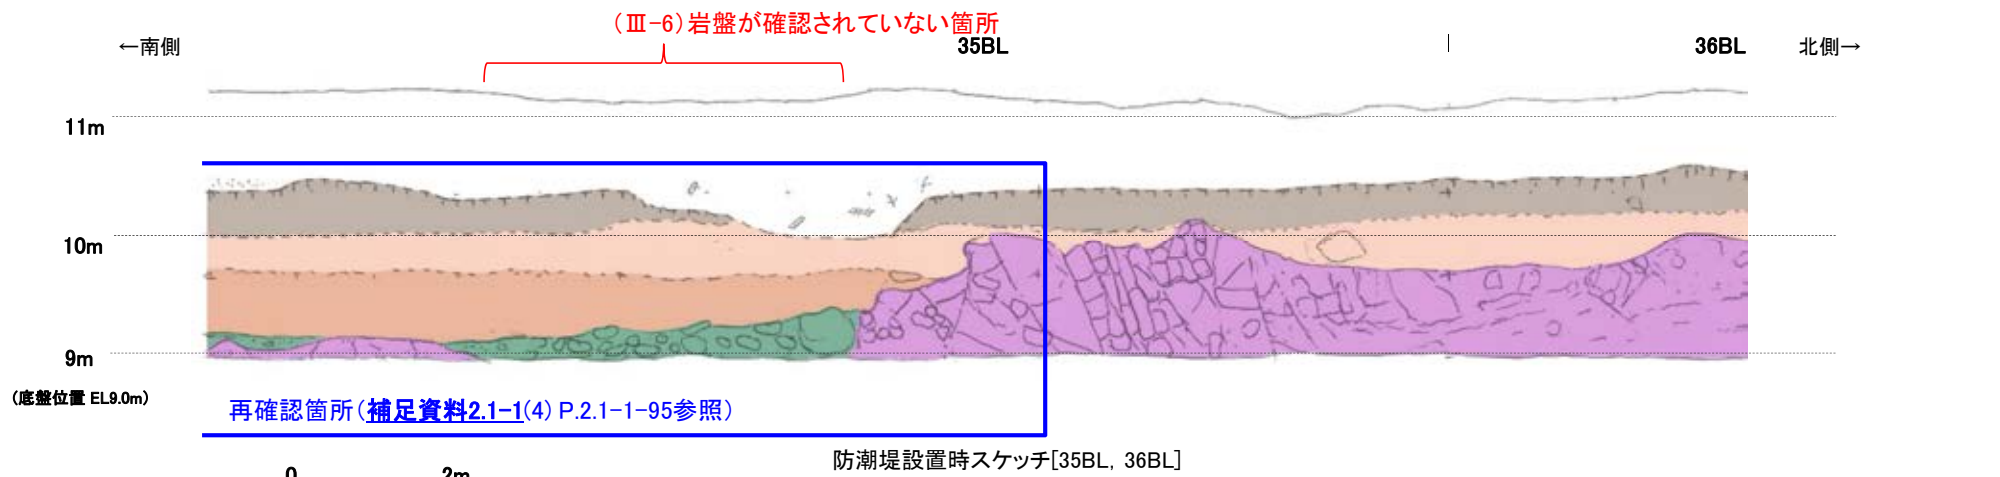 (Ⅲ-6)岩盤が確認されていない箇所
←南側
35BL
36BL
北側→
11m
10m
9m
(底盤位置 EL9.0m)
再確認箇所(補足資料2.1-1(4) P.2.1-1-95参照)
防潮堤設置時スケッチ[35BL, 36BL]
0
2m